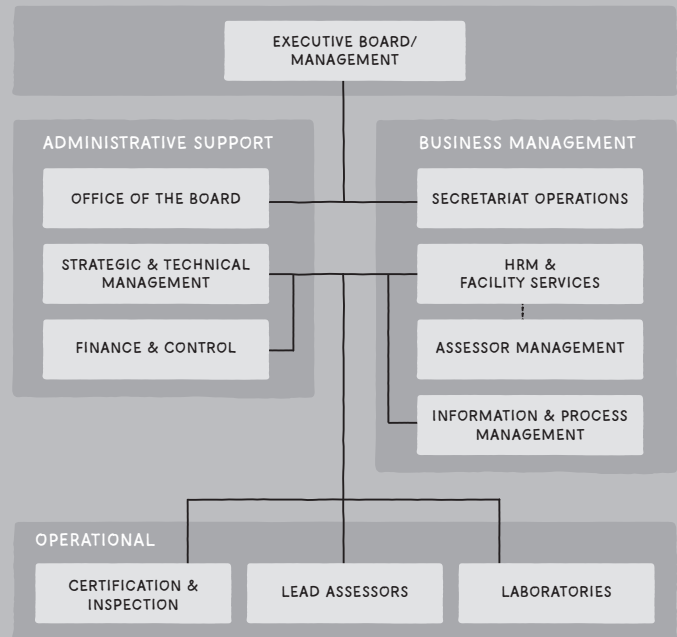 EXECUTIVE BOARD/
MANAGEMENT
ADMINISTRATIVE SUPPORT
OFFICE OF THE BOARD
STRATEGIC & TECHNICAL
MANAGEMENT
FINANCE & CONTROL
BUSINESS MANAGEMENT
SECRETARIAT OPERATIONS
HRM &
FACILITY SERVICES
ASSESSOR MANAGEMENT
INFORMATION & PROCESS
MANAGEMENT
OPERATIONAL
CERTIFICATION &
INSPECTION
LEAD ASSESSORS
LABORATORIES